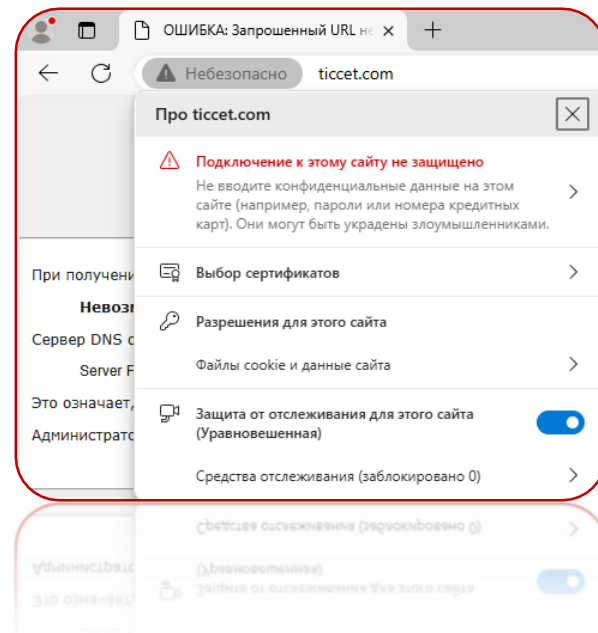 ОШИБКА: Запрошенный URL не
Небезопасно ticcet.com
Про ticcet.com
Подключение к этому сайту не защищено
Не вводите конфиденциальные данные на этом
сайте (например, пароли или номера кредитных
карт). Они могут быть украдены злоумышленниками.
При получени
Выбор сертификатов
Невозм
Разрешения для этого сайта
Сервер DNS с
Server F
Файлы cookie и данные сайта
Это означает,
Защита от отслеживания для этого сайта
(Уравновешенная)
Администрато
Средства отслеживания (заблокировано 0)